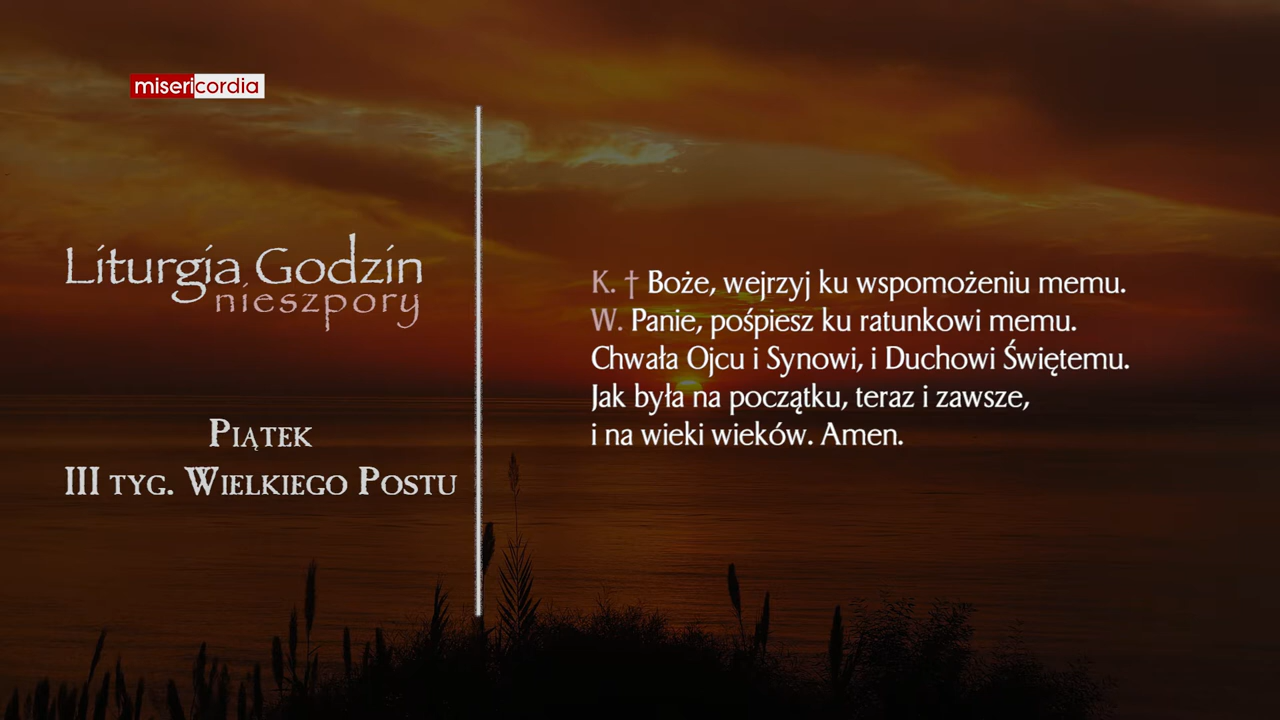 misericordia
Liturgia Godzin
nieszpory
Piątek
III tyg. Wielkiego Postu
K. † Boże, wejrzyj ku wspomożeniu memu.
W. Panie, pośpiesz ku ratunkowi memu.
Chwała Ojcu i Synowi, i Duchowi Świętemu.
Jak była na początku, teraz i zawsze,
i na wieki wieków. Amen.